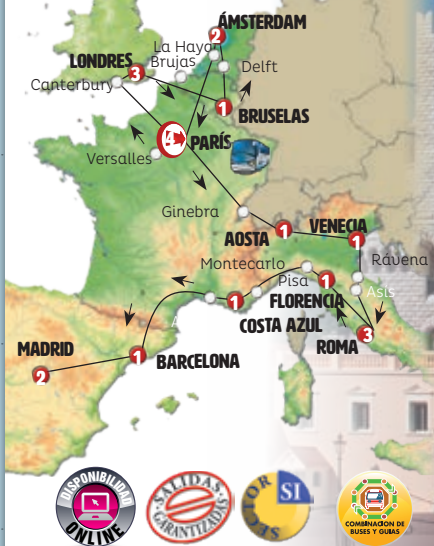 ÁMSTERDAM
2
La Haya
LONDRES
Brujas
3
Delft
Canterbury
1
BRUSELAS
4
PARÍS
Versalles
Ginebra
1
VENECIA
1
AOSTA
Rávena
Montecarlo
1
Pisa
Asís
1
FLORENCIA
COSTA AZUL
3
ROMA
MADRID
1
BARCELONA
2
DISPONIBILIDAD
ONLINE
SALIDAS
GARANTIZADAS
SECTOR
SI
COMBINACION DE
BUSES Y GUIAS